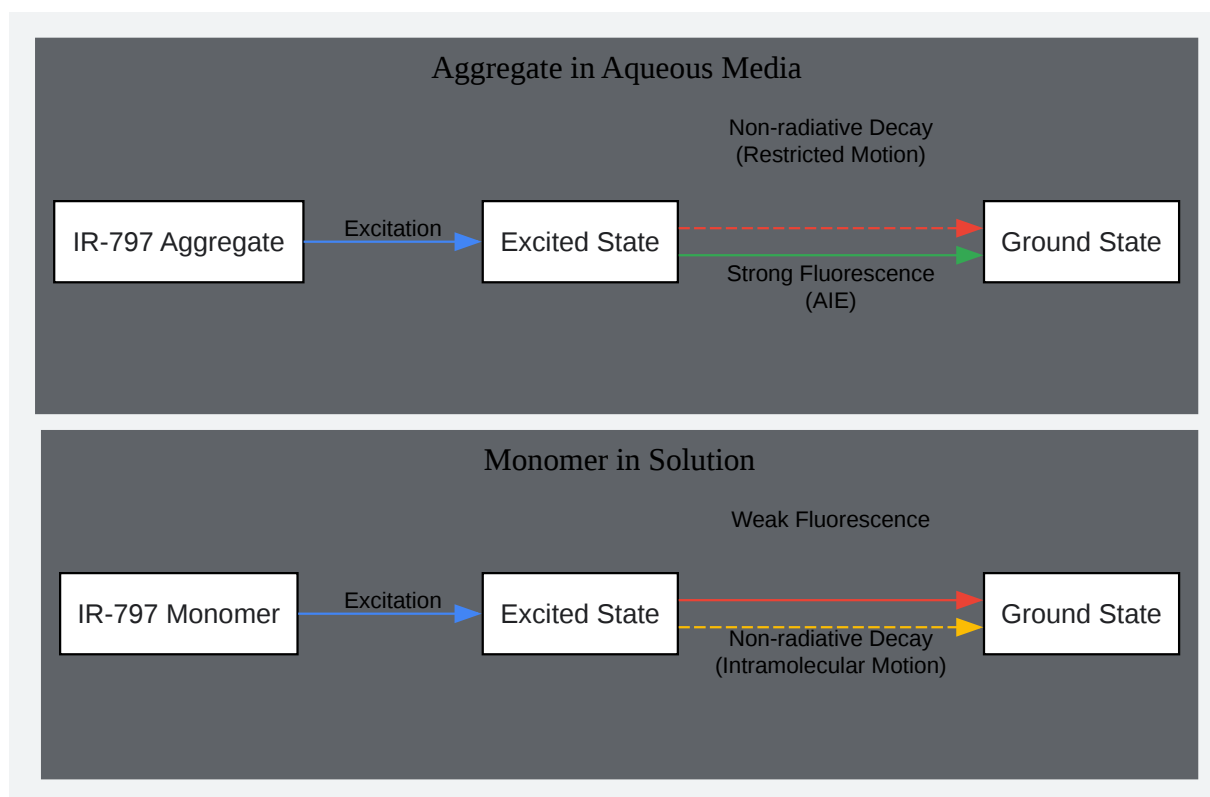 Aggregate in Aqueous Media
Non-radiative Decay
(Restricted Motion)
IR-797 Aggregate
Excitation
Excited State
Ground State
Strong Fluorescence
(AIE)
Monomer in Solution
Weak Fluorescence
IR-797 Monomer
Excitation
Excited State
Ground State
Non-radiative Decay
(Intramolecular Motion)